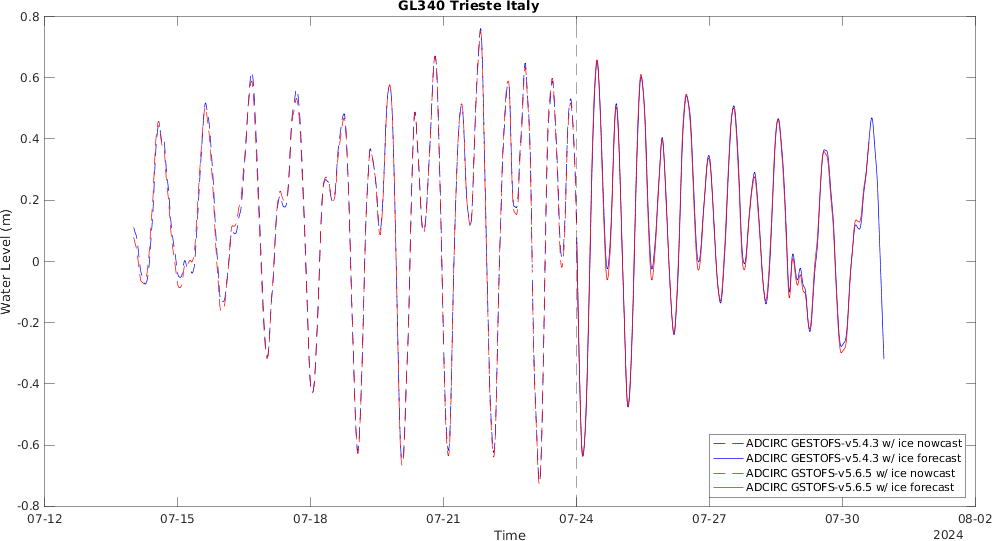 GL340 Trieste Italy
0.8
0.6
0.4
0.2
0
-0.2
-0.4
-0.6
-0.8
Water Level (m)
07-12 07-15 07-18 07-21 07-24 07-27 07-30 08-02
Time
2024
ADCIRC GESTOFS-v5.4.3 w/ ice nowcast
ADCIRC GESTOFS-v5.4.3 w/ ice forecast
ADCIRC GSTOFS-v5.6.5 w/ ice nowcast
ADCIRC GSTOFS-v5.6.5 w/ ice forecast